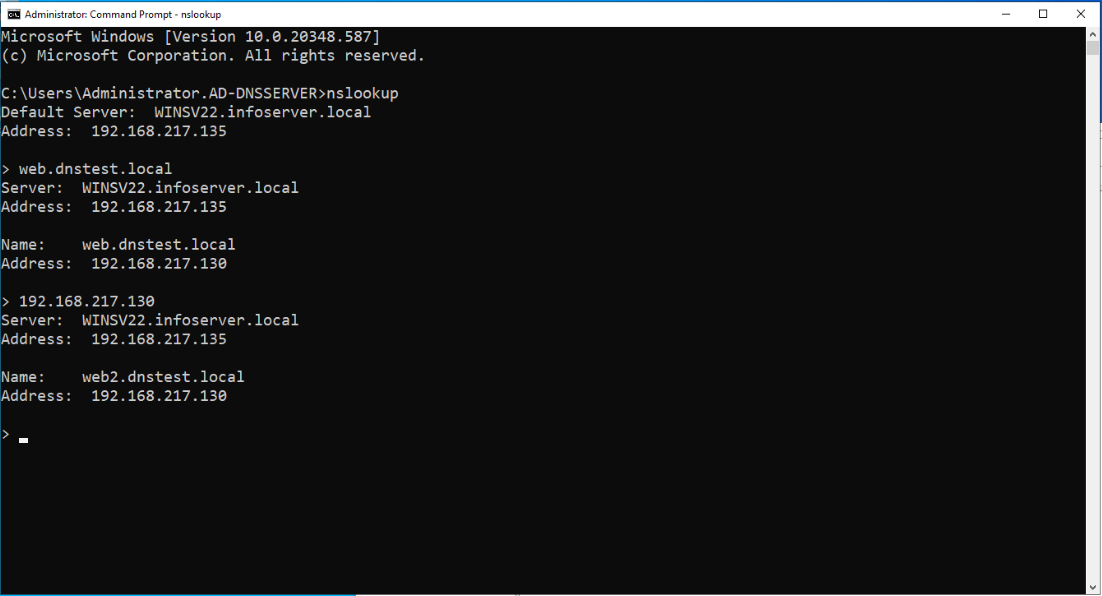 Administrator: Command Prompt - nslookup
Microsoft Windows [Version 10.0.20348.587]
(c) Microsoft Corporation. All rights reserved.
C:\Users\Administrator.AD-DNSSERVER>nslookup
Default Server:  WINSV22.infoserver.local
Address:  192.168.217.135
> web.dnstest.local
Server:  WINSV22.infoserver.local
Address:  192.168.217.135
Name:    web.dnstest.local
Address:  192.168.217.130
> 192.168.217.130
Server:  WINSV22.infoserver.local
Address:  192.168.217.135
Name:    web2.dnstest.local
Address:  192.168.217.130
>